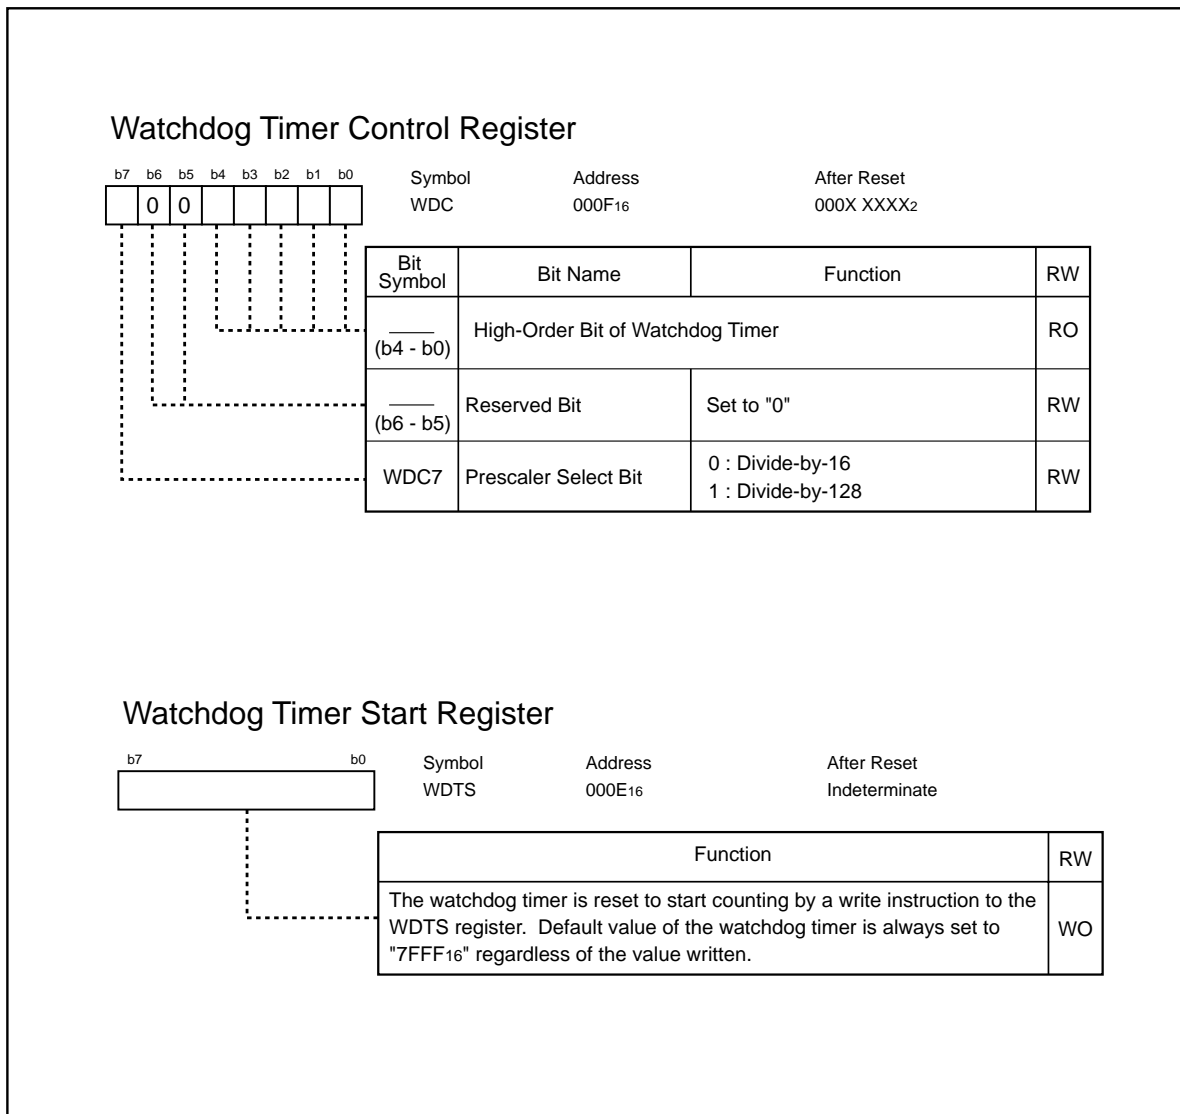 Watchdog Timer Control Register
b7 b6 b5 b4 b3 b2 b1 b0
Symbol Address After Reset
WDC 000F16 000X XXXX2
0 0
Bit Symbol Bit Name Function RW
(b4 - b0) High-Order Bit of Watchdog Timer RO
(b6 - b5) Reserved Bit Set to "0" RW
WDC7 Prescaler Select Bit 0 : Divide-by-16
1 : Divide-by-128 RW
Watchdog Timer Start Register
b7 b0
Symbol Address After Reset
WDTS 000E16 Indeterminate
Function RW
The watchdog timer is reset to start counting by a write instruction to the
WDTS register. Default value of the watchdog timer is always set to
"7FFF16" regardless of the value written.
WO